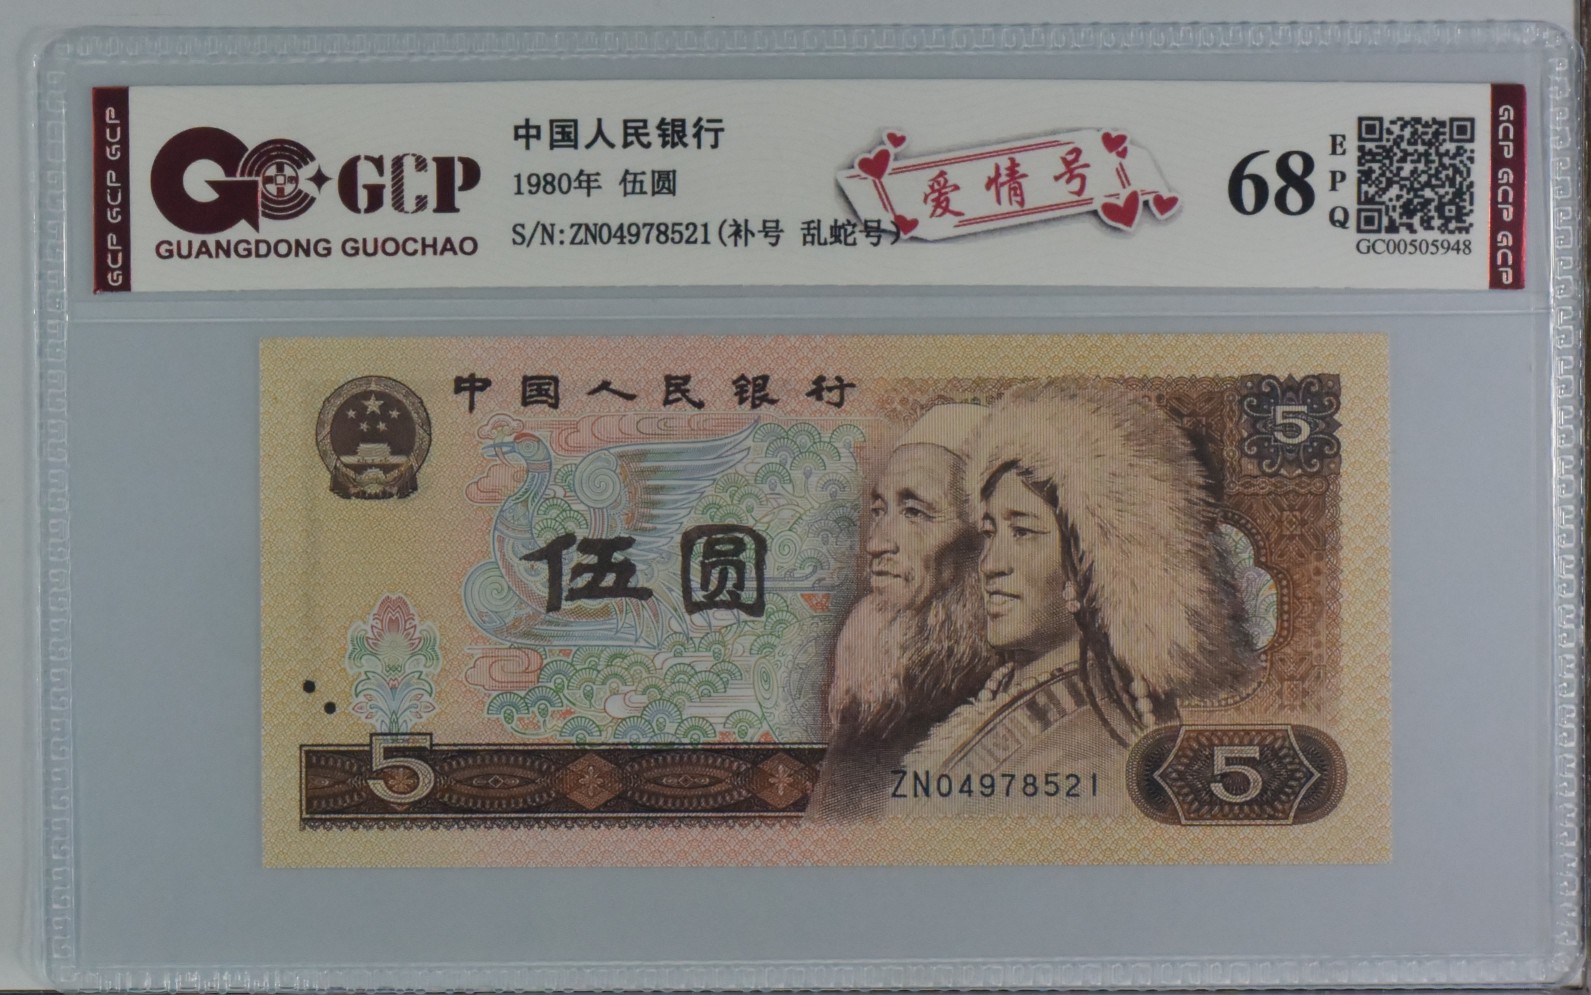 GCP GCP GCP
GCP
GUANGDONG GUOCHAO
中国人民银行
1980年 伍圆
S/N:ZN04978521(补号 乱蛇号)
爱情号
68
EPQ
GC00505948
GCP GCP GCP
中国人民银行
5
伍圆
5
ZN04978521
5